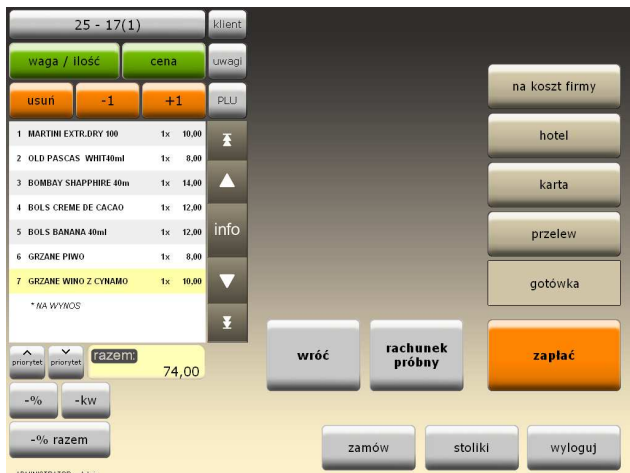 25 - 17(1)
klient
waga / ilość
cena
uwagi
usuń
-1
+1
PLU
1 MARTINI EXTR.DRY 100 1x 10,00
2 OLD PASCAS WHIT40ml 1x 8,00
3 BOMBAY SHAPPHIRE 40m 1x 14,00
4 BOLS CREME DE CACAO 1x 12,00
5 BOLS BANANA 40ml 1x 12,00
6 GRZANE PIWO 1x 8,00
7 GRZANE WINO Z CYNAMO 1x 10,00
* NA WYNOS
info
priorytet
priorytet
razem:
74,00
-%
-kw
-% razem
na koszt firmy
hotel
karta
przelew
gotówka
wróć
rachunek
próbny
zapłać
zamów
stoliki
wyloguj